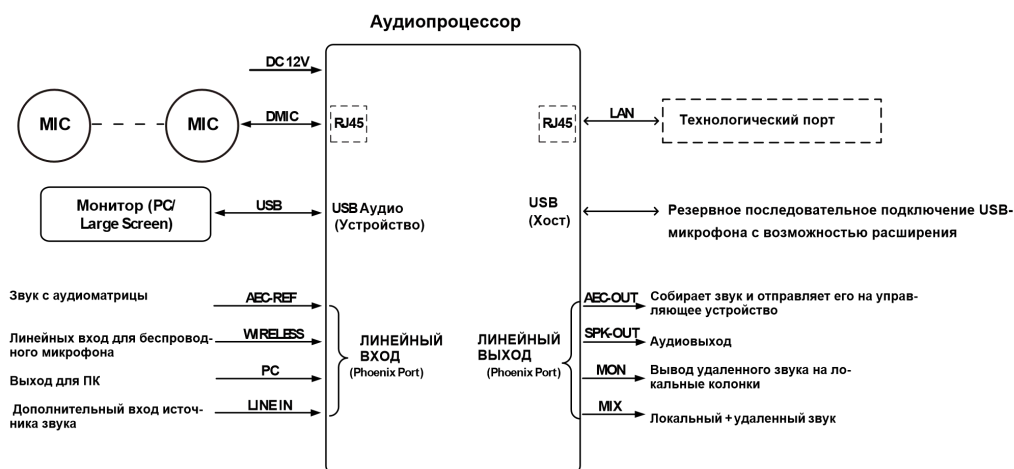 Аудиопроцессор
DC 12V
MIC
MIC
DMIC
RJ45
RJ45
LAN
Технологический порт
Монитор (PC/
Large Screen)
USB
USB Аудио
(Устройство)
USB
(Хост)
Резервное последовательное подключение USB-
микрофона с возможностью расширения
Звук с аудиоматрицы
AEC-REF
Линейных вход для беспровод-
ного микрофона
WIRELESS
Выход для ПК
PC
Дополнительный вход источ-
ника звука
LINE IN
ЛИНЕЙНЫЙ
ВХОД
(Phoenix Port)
ЛИНЕЙНЫЙ
ВЫХОД
(Phoenix Port)
AEC-OUT
Собирает звук и отправляет его на управ-
ляющее устройство
SPK-OUT
Аудиовыход
MON
Вывод удаленного звука на ло-
кальные колонки
MIX
Локальный + удаленный звук